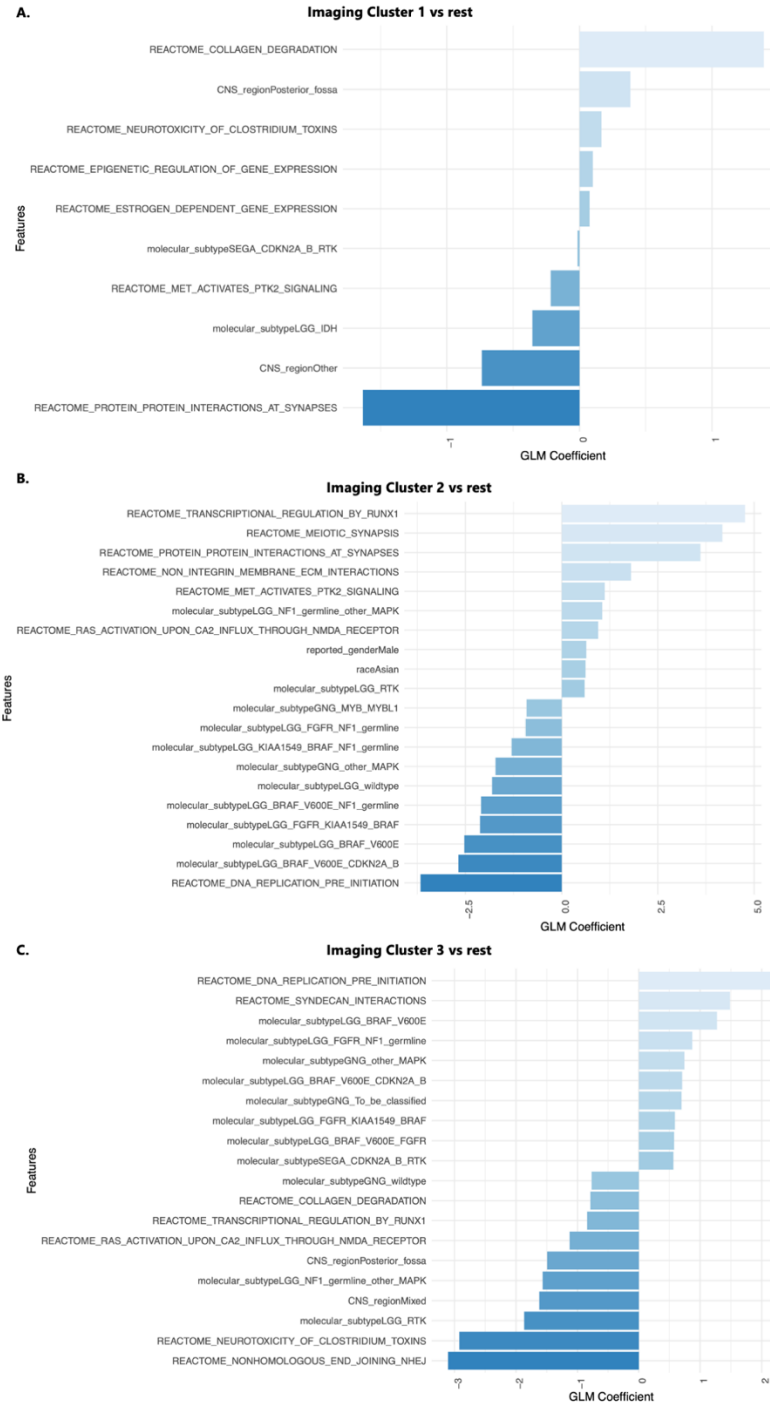 A.
Imaging Cluster 1 vs rest
REACTOME_COLLAGEN_DEGRADATION
CNS_regionPosterior_fossa
REACTOME_NEUROTOXICITY_OF_CLOSTRIDIUM_TOXINS
REACTOME_EPIGENETIC_REGULATION_OF_GENE_EXPRESSION
REACTOME_ESTROGEN_DEPENDENT_GENE_EXPRESSION
molecular_subtypeSEGA_CDKN2A_B_RTK
REACTOME_MET_ACTIVATES_PTK2_SIGNALING
molecular_subtypeLGG_IDH
CNS_regionOther
REACTOME_PROTEIN_PROTEIN_INTERACTIONS_AT_SYNAPSES
Features
-1
0
1
GLM Coefficient
B.
Imaging Cluster 2 vs rest
REACTOME_TRANSCRIPTIONAL_REGULATION_BY_RUNX1
REACTOME_MEIOTIC_SYNAPSIS
REACTOME_PROTEIN_PROTEIN_INTERACTIONS_AT_SYNAPSES
REACTOME_NON_INTEGRIN_MEMBRANE_ECM_INTERACTIONS
REACTOME_MET_ACTIVATES_PTK2_SIGNALING
molecular_subtypeLGG_NF1_germline_other_MAPK
REACTOME_RAS_ACTIVATION_UPON_CA2_INFLUX_THROUGH_NMDA_RECEPTOR
reported_genderMale
raceAsian
molecular_subtypeLGG_RTK
molecular_subtypeGNG_MYB_MYBL1
molecular_subtypeLGG_FGFR_NF1_germline
molecular_subtypeLGG_KIAA1549_BRAF_NF1_germline
molecular_subtypeGNG_other_MAPK
molecular_subtypeLGG_wildtype
molecular_subtypeLGG_BRAF_V600E_NF1_germline
molecular_subtypeLGG_FGFR_KIAA1549_BRAF
molecular_subtypeLGG_BRAF_V600E
molecular_subtypeLGG_BRAF_V600E_CDKN2A_B
REACTOME_DNA_REPLICATION_PRE_INITIATION
Features
-2.5
0.0
2.5
5.0
GLM Coefficient
C.
Imaging Cluster 3 vs rest
REACTOME_DNA_REPLICATION_PRE_INITIATION
REACTOME_SYNDECAN_INTERACTIONS
molecular_subtypeLGG_BRAF_V600E
molecular_subtypeLGG_FGFR_NF1_germline
molecular_subtypeGNG_other_MAPK
molecular_subtypeLGG_BRAF_V600E_CDKN2A_B
molecular_subtypeGNG_To_be_classified
molecular_subtypeLGG_FGFR_KIAA1549_BRAF
molecular_subtypeLGG_BRAF_V600E_FGFR
molecular_subtypeSEGA_CDKN2A_B_RTK
molecular_subtypeGNG_wildtype
REACTOME_COLLAGEN_DEGRADATION
REACTOME_TRANSCRIPTIONAL_REGULATION_BY_RUNX1
REACTOME_RAS_ACTIVATION_UPON_CA2_INFLUX_THROUGH_NMDA_RECEPTOR
CNS_regionPosterior_fossa
molecular_subtypeLGG_NF1_germline_other_MAPK
CNS_regionMixed
molecular_subtypeLGG_RTK
REACTOME_NEUROTOXICITY_OF_CLOSTRIDIUM_TOXINS
REACTOME_NONHOMOLOGOUS_END_JOINING_NHEJ
Features
-3
-2
-1
0
1
2
GLM Coefficient